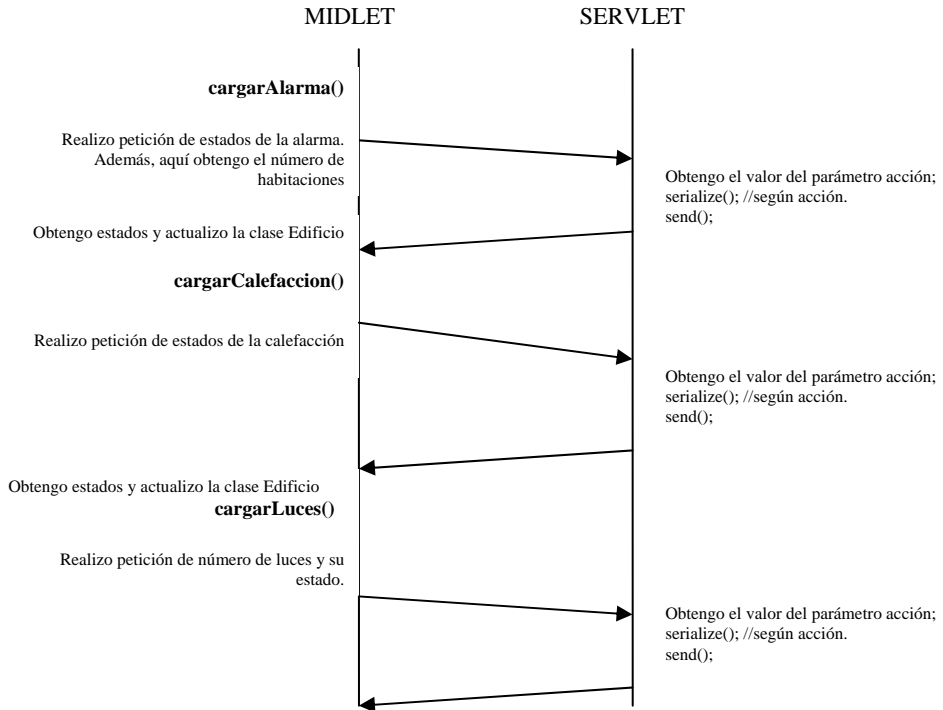 MIDLET
SERVLET
cargarAlarma()
Realizo petición de estados de la alarma.
Además, aquí obtengo el número de
habitaciones
Obtengo el valor del parámetro acción;
serialize(); //según acción.
send();
Obtengo estados y actualizo la clase Edificio
cargarCalefaccion()
Realizo petición de estados de la calefacción
Obtengo el valor del parámetro acción;
serialize(); //según acción.
send();
Obtengo estados y actualizo la clase Edificio
cargarLuces()
Realizo petición de número de luces y su
estado.
Obtengo el valor del parámetro acción;
serialize(); //según acción.
send();